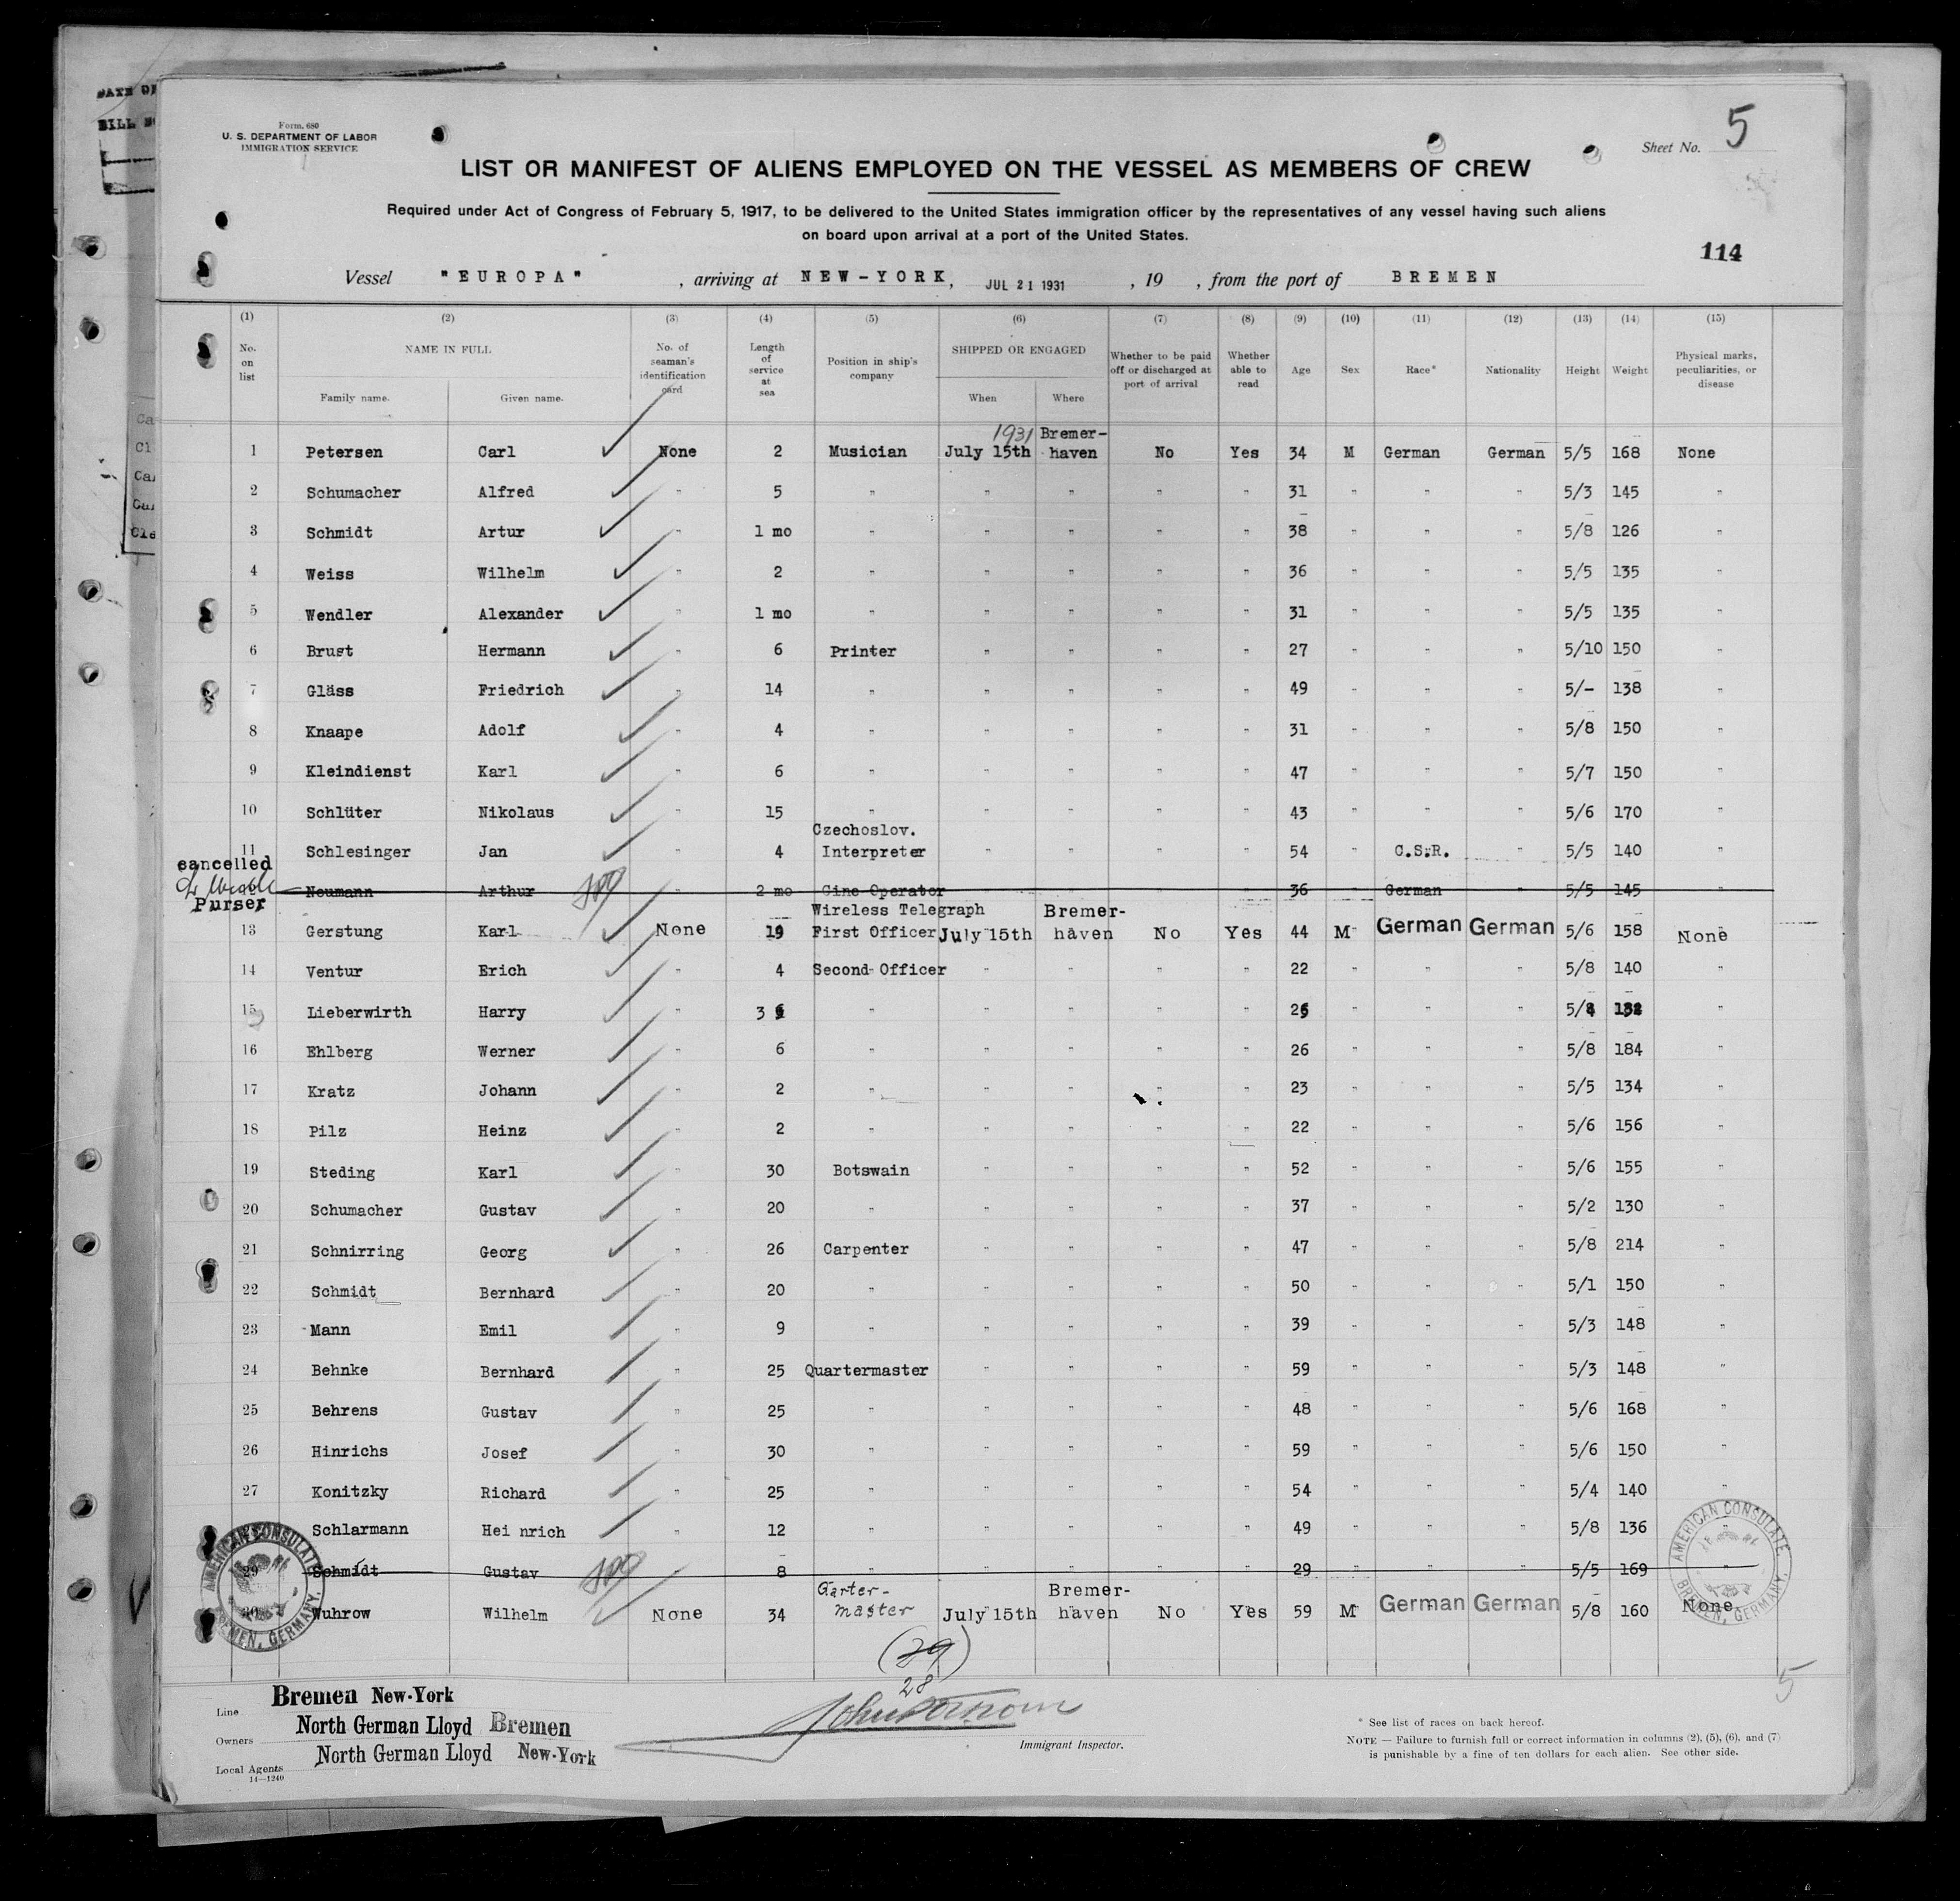 DATE OF
BILL
Form. 680
U. S. DEPARTMENT OF LABOR
IMMIGRATION SERVICE
Sheet No. 5
LIST OR MANIFEST OF ALIENS EMPLOYED ON THE VESSEL AS MEMBERS OF CREW
Required under Act of Congress of February 5, 1917, to be delivered to the United States immigration officer by the representatives of any vessel having such aliens
on board upon arrival at a port of the United States.
114
Vessel "EUROPA" , arriving at NEW-YORK, JUL 21 1931 , 19 , from the port of BREMEN
(1) (2) (3) (4) (5) (6) (7) (8) (9) (10) (11) (12) (13) (14) (15)
No. on list NAME IN FULL Family name. Given name. No. of seaman's identification card Length of service at sea Position in ship's company SHIPPED OR ENGAGED When Where Whether to be paid off or discharged at port of arrival Whether able to read Age Sex Race* Nationality Height Weight Physical marks, peculiarities, or disease
1931 Bremer-
1 Petersen Carl None 2 Musician July 15th haven No Yes 34 M German German 5/5 168 None
2 Schumacher Alfred " 5 " " " " " 31 " " " 5/3 145 "
3 Schmidt Artur " 1 mo " " " " " 38 " " " 5/8 126 "
4 Weiss Wilhelm " 2 " " " " " 36 " " " 5/5 135 "
5 Wendler Alexander " 1 mo " " " " " 31 " " " 5/5 135 "
6 Brust Hermann " 6 Printer " " " " 27 " " " 5/10 150 "
7 Gläss Friedrich " 14 " " " " " 49 " " " 5/- 138 "
8 Knaape Adolf " 4 " " " " " 31 " " " 5/8 150 "
9 Kleindienst Karl " 6 " " " " " 47 " " " 5/7 150 "
10 Schlüter Nikolaus " 15 " " " " " 43 " " " 5/6 170 "
Czechoslov.
11 Schlesinger Jan " 4 Interpreter " " " " 54 " C.S.R. " 5/5 140 "
cancelled
Neumann Arthur " 2 mo Cine Operator " " 36 " German 5/5 145 "
Purser
Wireless Telegraph Bremer-
13 Gerstung Karl None 19 First Officer July 15th haven No Yes 44 M German German 5/6 158 None
14 Ventur Erich " 4 Second Officer " " " " 22 " " " 5/8 140 "
15 Lieberwirth Harry " 3 " " " " " 26 " " " 5/ "
16 Ehlberg Werner " 6 " " " " " 26 " " " 5/8 184 "
17 Kratz Johann " 2 " " " " " 23 " " " 5/5 134 "
18 Pilz Heinz " 2 " " " " " 22 " " " 5/6 156 "
19 Steding Karl " 30 Botswain " " " " 52 " " " 5/6 155 "
20 Schumacher Gustav " 20 " " " " " 37 " " " 5/2 130 "
21 Schnirring Georg " 26 Carpenter " " " " 47 " " " 5/8 214 "
22 Schmidt Bernhard " 20 " " " " " 50 " " " 5/1 150 "
23 Mann Emil " 9 " " " " " 39 " " " 5/3 148 "
24 Behnke Bernhard " 25 Quartermaster " " " " 59 " " " 5/3 148 "
25 Behrens Gustav " 25 " " " " " 48 " " " 5/6 168 "
26 Hinrichs Josef " 30 " " " " " 59 " " " 5/6 150 "
27 Konitzky Richard " 25 " " " " " 54 " " " 5/4 140 "
Schlarmann Hei nrich " 12 " " " " " 49 " " " 5/8 136 "
29 Schmidt Gustav " 8 " " " " " 29 " " " 5/5 169 "
Garter- Bremer-
30 Wuhrow Wilhelm None 34 master July 15th haven No Yes 59 M German German 5/8 160 None
AMERICAN CONSULATE BREMEN, GERMANY.
AMERICAN CONSULATE BREMEN, GERMANY.
(29)
28
5
Line Bremen New-York
Owners North German Lloyd Bremen
Local Agents North German Lloyd New-York
14—1240
Immigrant Inspector.
* See list of races on back hereof.
NOTE — Failure to furnish full or correct information in columns (2), (5), (6), and (7)
is punishable by a fine of ten dollars for each alien. See other side.